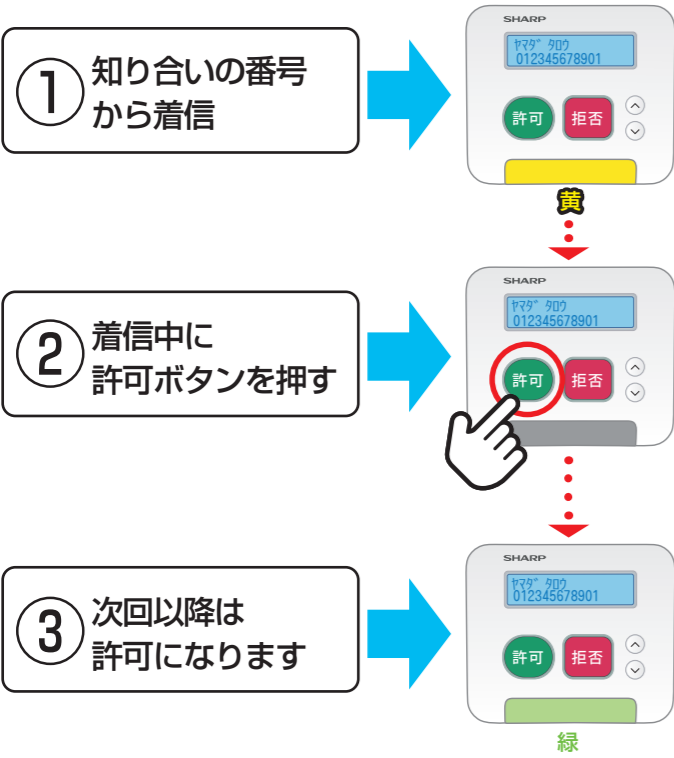 ① 知り合いの番号
から着信
SHARP
ﾔﾏﾀﾞ ﾀﾛｳ
012345678901
許可 拒否
黄
② 着信中に
許可ボタンを押す
SHARP
ﾔﾏﾀﾞ ﾀﾛｳ
012345678901
許可 拒否
③ 次回以降は
許可になります
SHARP
ﾔﾏﾀﾞ ﾀﾛｳ
012345678901
許可 拒否
緑